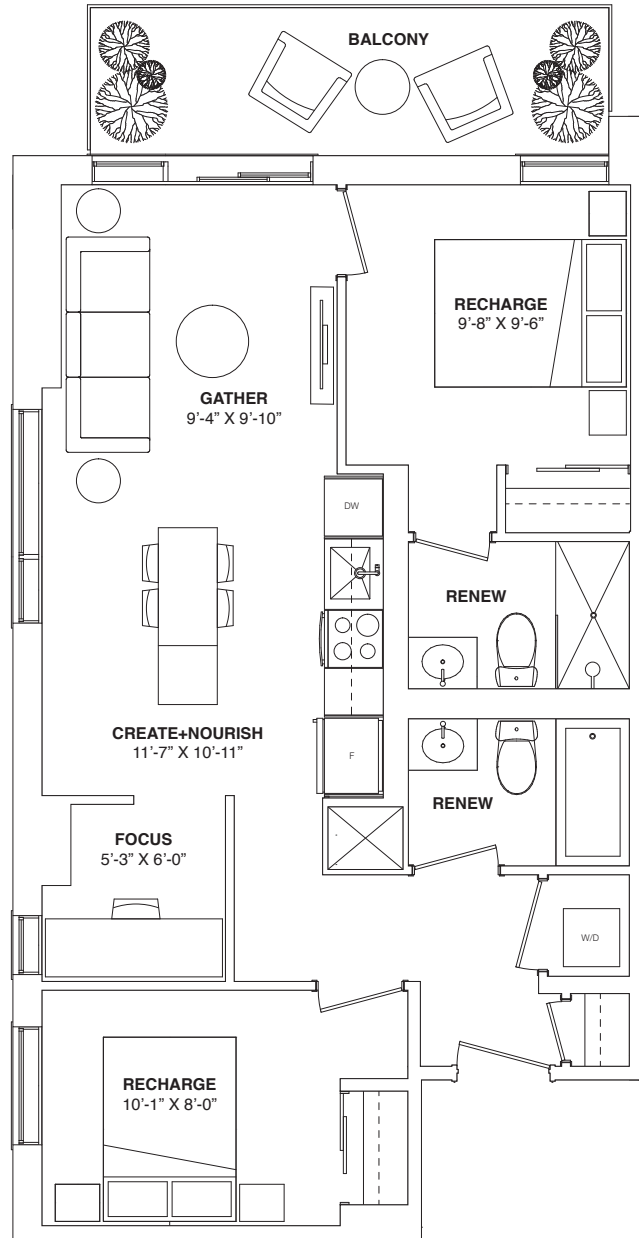 BALCONY
RECHARGE
9’-8” X 9’-6”
GATHER
9’-4” X 9’-10”
DW
RENEW
CREATE+NOURISH
11’-7” X 10’-11”
F
RENEW
FOCUS
5’-3” X 6’-0”
W/D
RECHARGE
10’-1” X 8’-0”